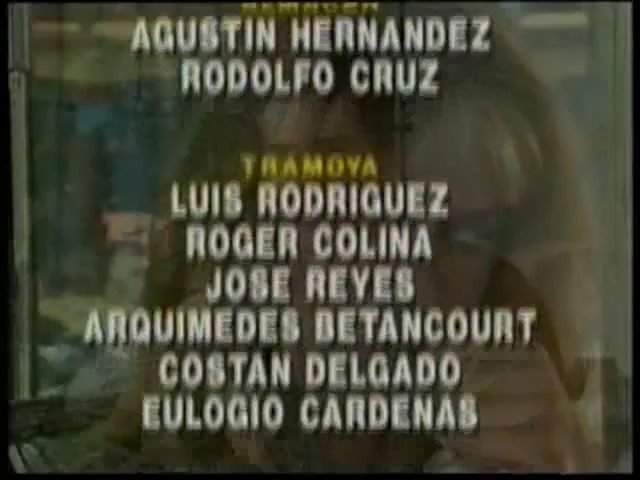 AGUSTIN HERNANDEZ
RODOLFO CRUZ
TRAMOYA
LUIS RODRIGUEZ
ROGER COLINA
JOSE REYES
ARQUIMEDES BETANCOURT
COSTAN DELGADO
EULOGIO CARDENAS